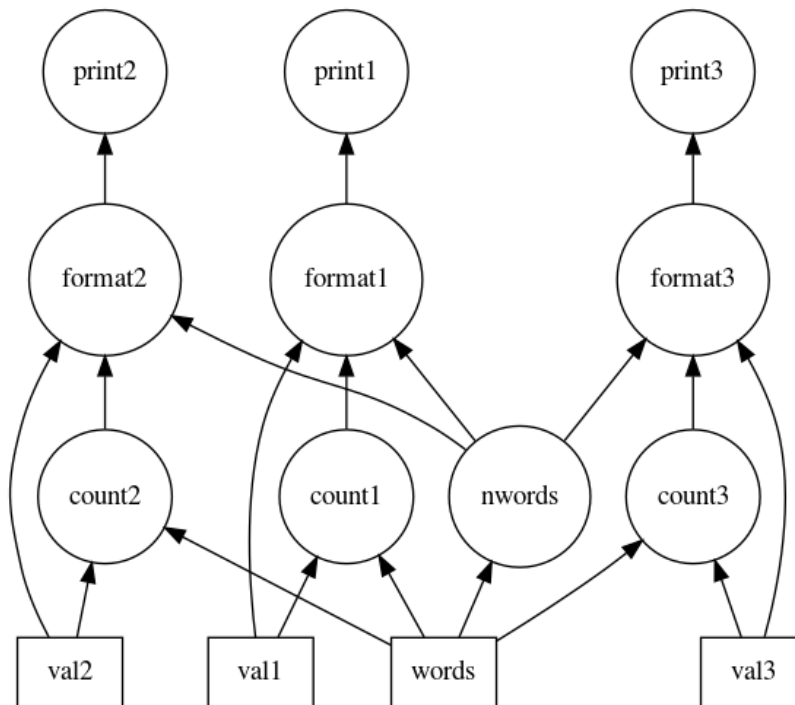 print2
print1
print3
format2
format1
format3
count2
count1
nwords
count3
val2
val1
words
val3